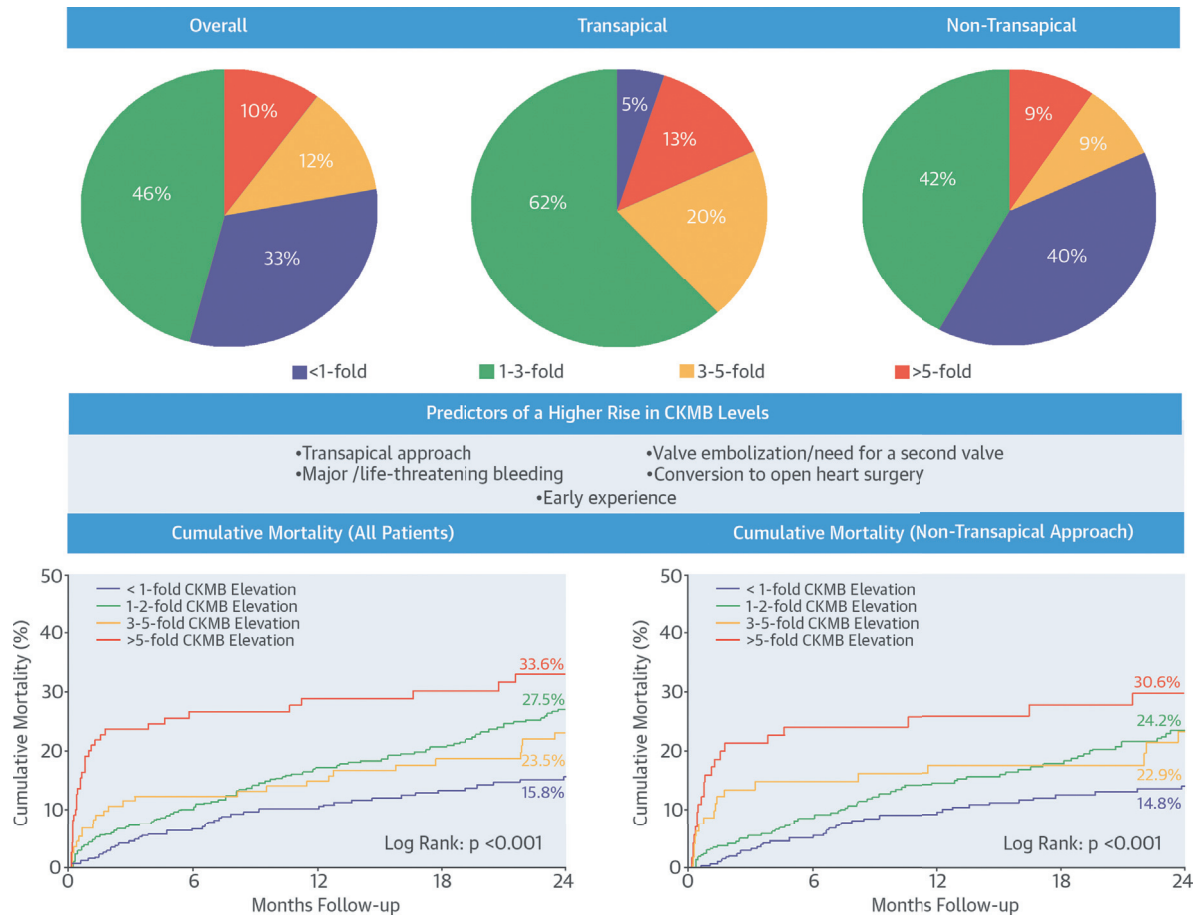 Overall
Transapical
Non-Transapical
10%
12%
33%
46%
5%
13%
20%
62%
9%
9%
40%
42%
<1-fold
1-3-fold
3-5-fold
>5-fold
Predictors of a Higher Rise in CKMB Levels
•Transapical approach
•Valve embolization/need for a second valve
•Major /life-threatening bleeding
•Conversion to open heart surgery
•Early experience
Cumulative Mortality (All Patients)
Cumulative Mortality (%)
50
40
30
20
10
0
< 1-fold CKMB Elevation
1-2-fold CKMB Elevation
3-5-fold CKMB Elevation
>5-fold CKMB Elevation
33.6%
27.5%
23.5%
15.8%
Log Rank: p <0.001
0
6
12
18
24
Months Follow-up
Cumulative Mortality (Non-Transapical Approach)
Cumulative Mortality (%)
50
40
30
20
10
0
< 1-fold CKMB Elevation
1-2-fold CKMB Elevation
3-5-fold CKMB Elevation
>5-fold CKMB Elevation
30.6%
24.2%
22.9%
14.8%
Log Rank: p <0.001
0
6
12
18
24
Months Follow-up